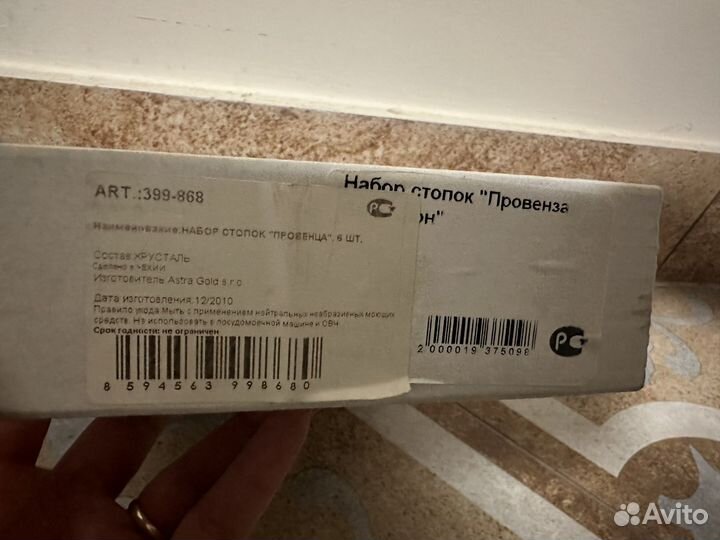 ART.:399-868
Наименование:НАБОР СТОПОК "ПРОВЕНЦА", 6 ШТ.
Состав:ХРУСТАЛЬ
Сделано в ЧЕХИИ
Изготовитель Astra Gold s.r.o
Дата изготовления:12/2010
Правило ухода:Мыть с применением нейтральных неабразивных моющих
средств. Не использовать в посудомоечной машине и СВЧ
Срок годности: не ограничен
8 594563 998680
Набор стопок "Провенза
он"
2 000019 375098
Avito